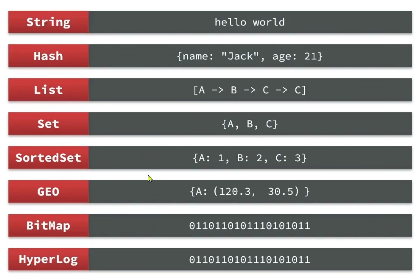 String hello world
Hash {name: "Jack", age: 21}
List [A -> B -> C -> C]
Set {A, B, C}
SortedSet {A: 1, B: 2, C: 3}
GEO {A: (120.3, 30.5) }
BitMap 0110110101110101011
HyperLog 0110110101110101011